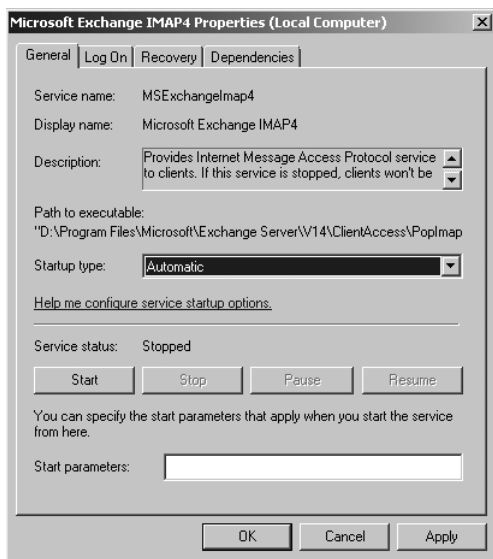 Microsoft Exchange IMAP4 Properties (Local Computer)
General Log On Recovery Dependencies
Service name: MSExchangeImap4
Display name: Microsoft Exchange IMAP4
Description: Provides Internet Message Access Protocol service
to clients. If this service is stopped, clients won't be
Path to executable:
"D:\Program Files\Microsoft\Exchange Server\V14\ClientAccess\PopImap
Startup type: Automatic
Help me configure service startup options.
Service status: Stopped
Start Stop Pause Resume
You can specify the start parameters that apply when you start the service
from here.
Start parameters:
OK Cancel Apply